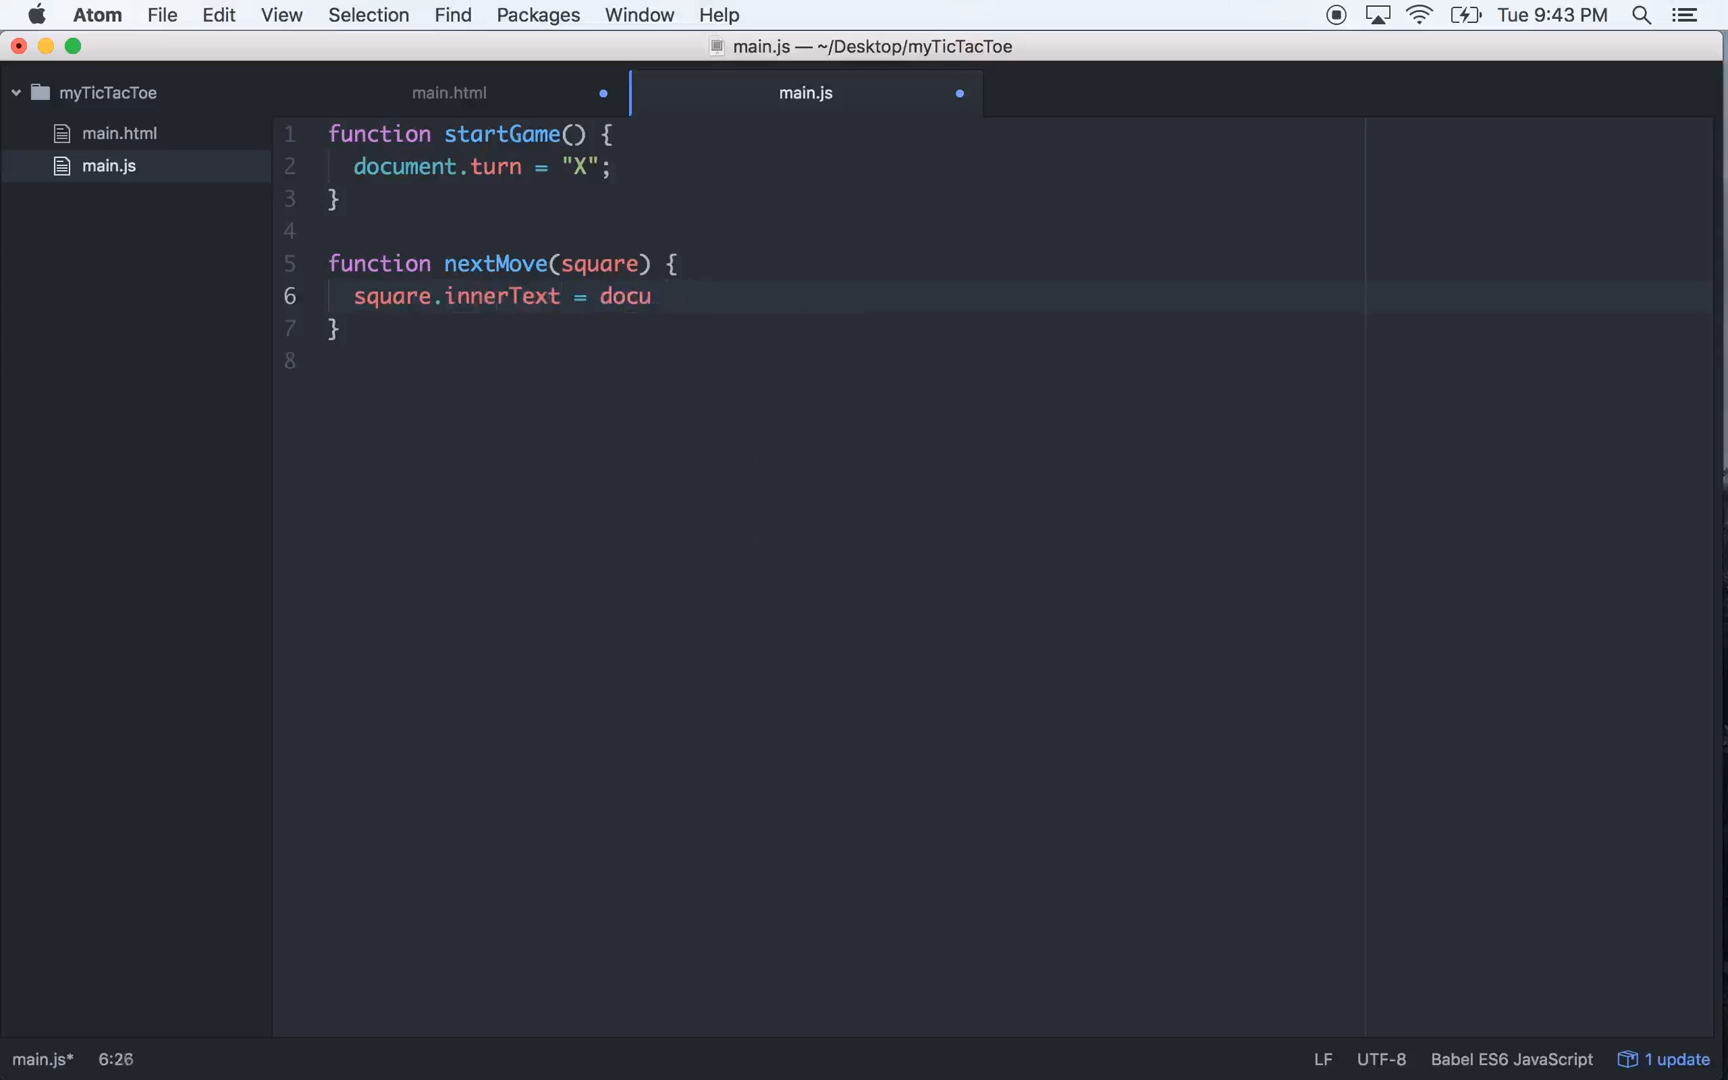 Atom File Edit View Selection Find Packages Window Help Tue 9:43 PM
main.js — ~/Desktop/myTicTacToe
myTicTacToe
main.html
main.js
main.html main.js
1 function startGame() {
2 document.turn = "X";
3 }
4
5 function nextMove(square) {
6 square.innerText = docu
7 }
8
main.js* 6:26 LF UTF-8 Babel ES6 JavaScript 1 update